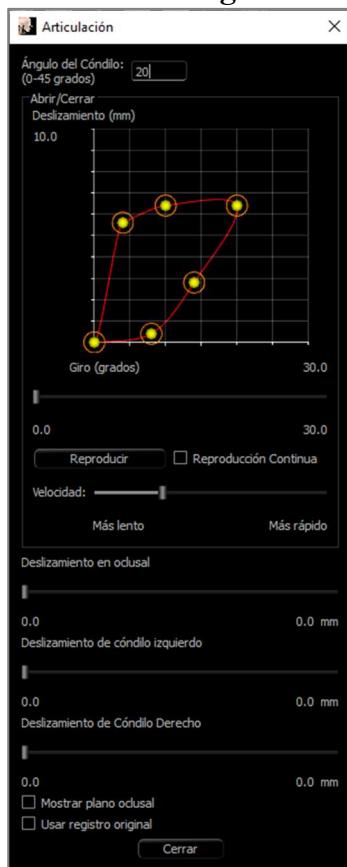 Articulación
Ángulo del Cóndilo:
(0-45 grados)
20
Abrir/Cerrar
Deslizamiento (mm)
10.0
Giro (grados)
30.0
0.0
30.0
Reproducir
Reproducción Continua
Velocidad:
Más lento
Más rápido
Deslizamiento en oclusal
0.0
0.0 mm
Deslizamiento de cóndilo izquierdo
0.0
0.0 mm
Deslizamiento de Cóndilo Derecho
0.0
0.0 mm
Mostrar plano oclusal
Usar registro original
Cerrar